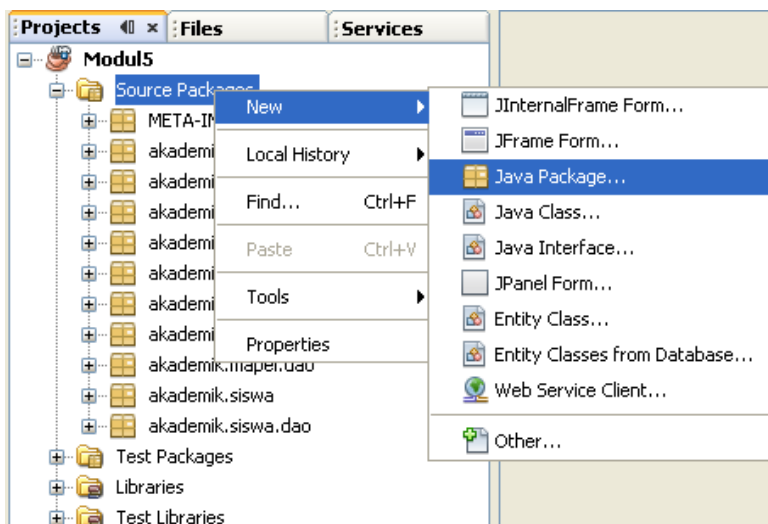 Projects Files Services
Modul5
Source Packages
META-IN
akademi
akademi
akademi
akademi
akademi
akademi
akademi
akademik.mapel.dao
akademik.siswa
akademik.siswa.dao
Test Packages
Libraries
Test Libraries
New
Local History
Find... Ctrl+F
Paste Ctrl+V
Tools
Properties
JInternalFrame Form...
JFrame Form...
Java Package...
Java Class...
Java Interface...
JPanel Form...
Entity Class...
Entity Classes from Database...
Web Service Client...
Other...